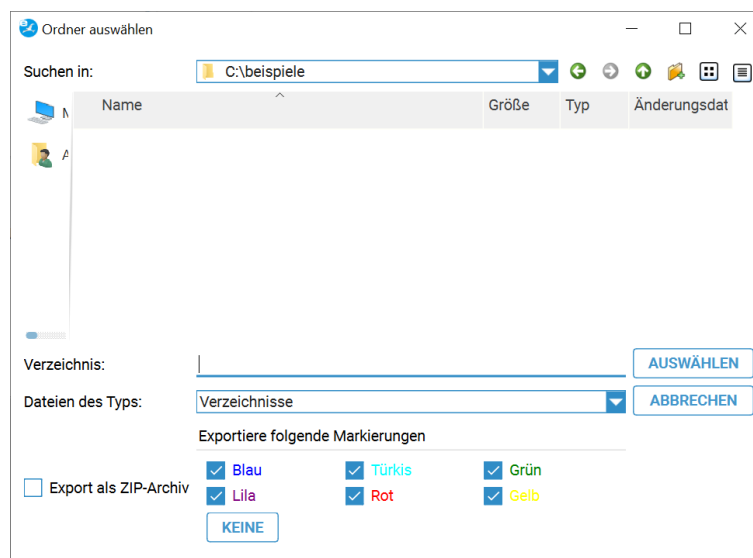 Ordner auswählen
Suchen in: C:\beispiele
Name Größe Typ Änderungsdat
M
A
Verzeichnis: AUSWÄHLEN
Dateien des Typs: Verzeichnisse ABBRECHEN
Exportiere folgende Markierungen
Blau Türkis Grün
Export als ZIP-Archiv
Lila Rot Gelb
KEINE